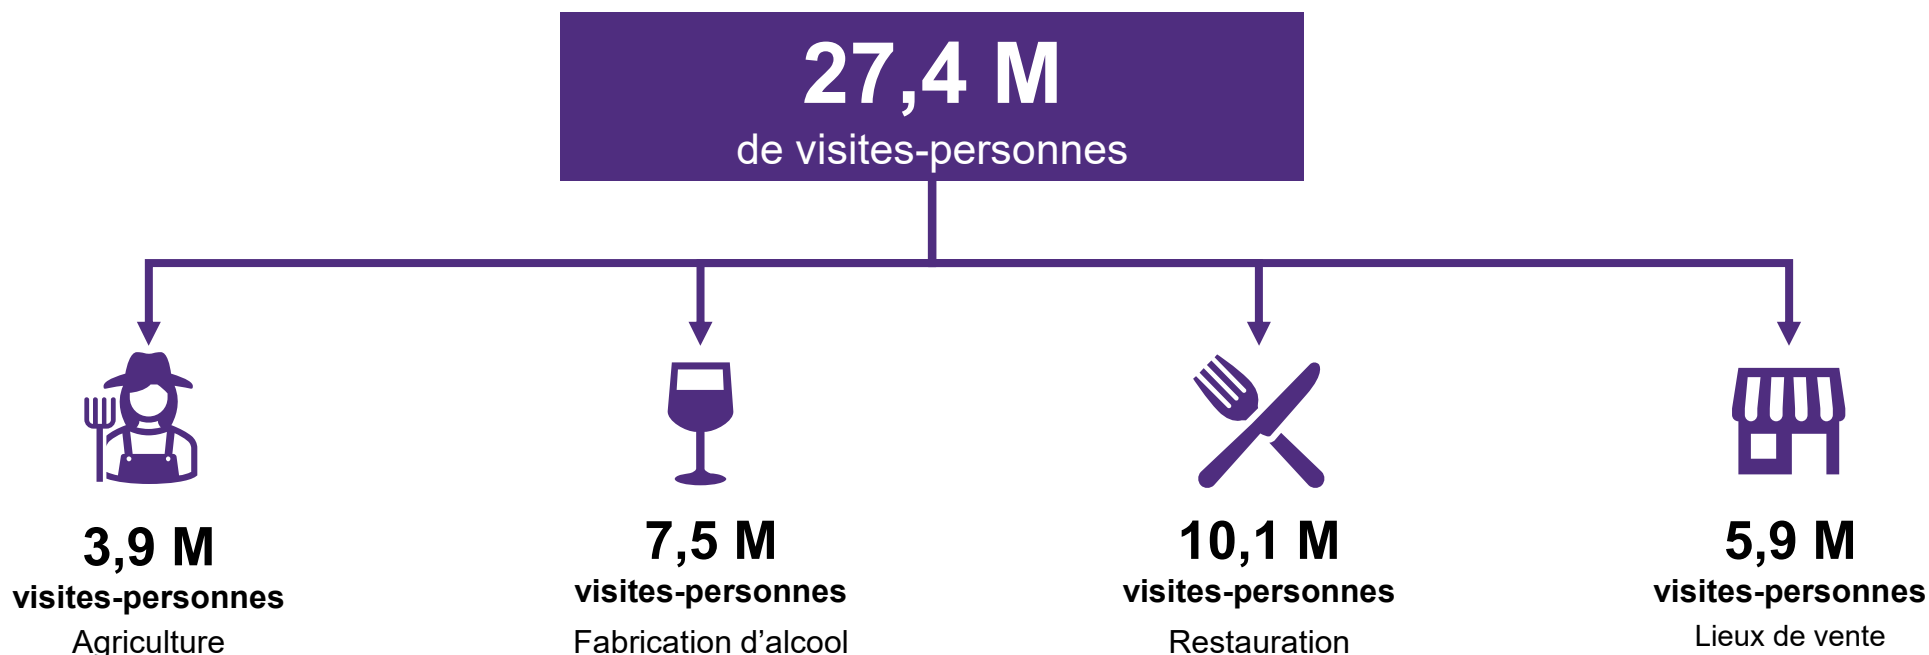 27,4 M
de visites-personnes
3,9 M
visites-personnes
Agriculture
7,5 M
visites-personnes
Fabrication d’alcool
10,1 M
visites-personnes
Restauration
5,9 M
visites-personnes
Lieux de vente